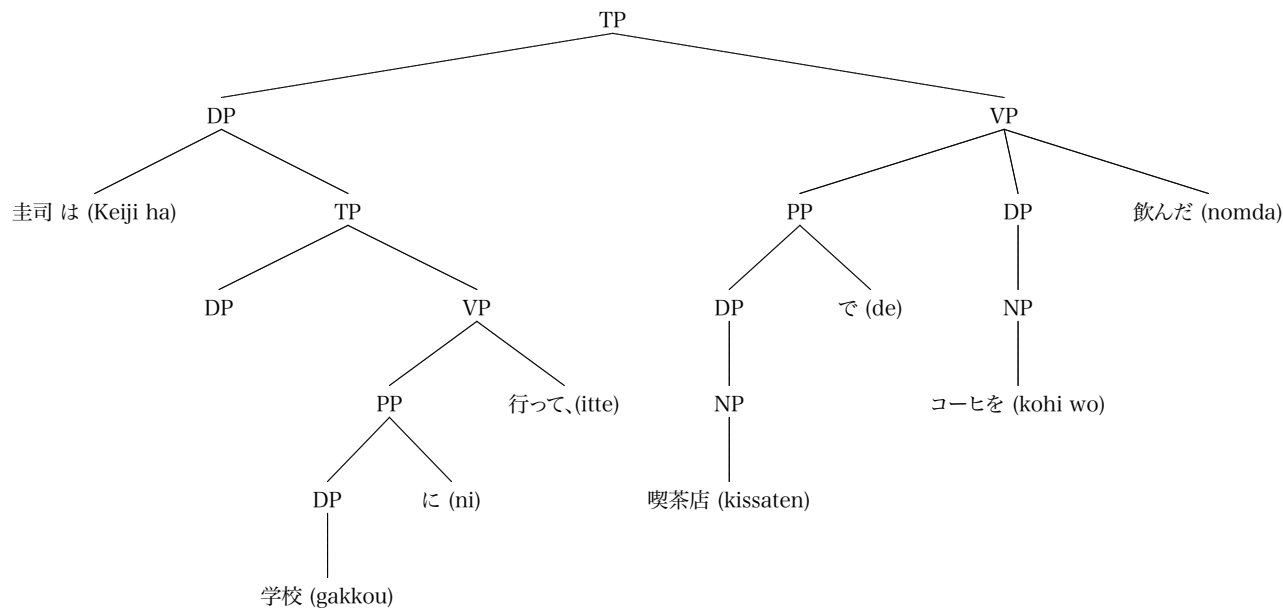 TP
DP VP
圭司 は (Keiji ha) TP PP DP 飲んだ (nomda)
DP VP DP で (de) NP
PP 行って、(itte) NP コーヒを (kohi wo)
DP に (ni) 喫茶店 (kissaten)
学校 (gakkou)